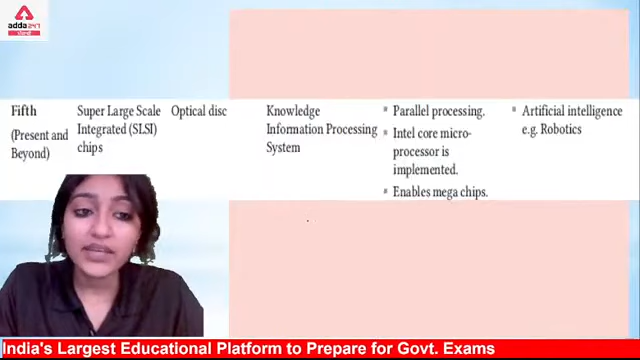 adda247
ਪੰਜਾਬੀ
Fifth
(Present and
Beyond)
Super Large Scale
Integrated (SLSI)
chips
Optical disc
Knowledge
Information Processing
System
Parallel processing.
Intel core micro-
processor is
implemented.
Enables mega chips.
Artificial intelligence
e.g. Robotics
India's Largest Educational Platform to Prepare for Govt. Exams